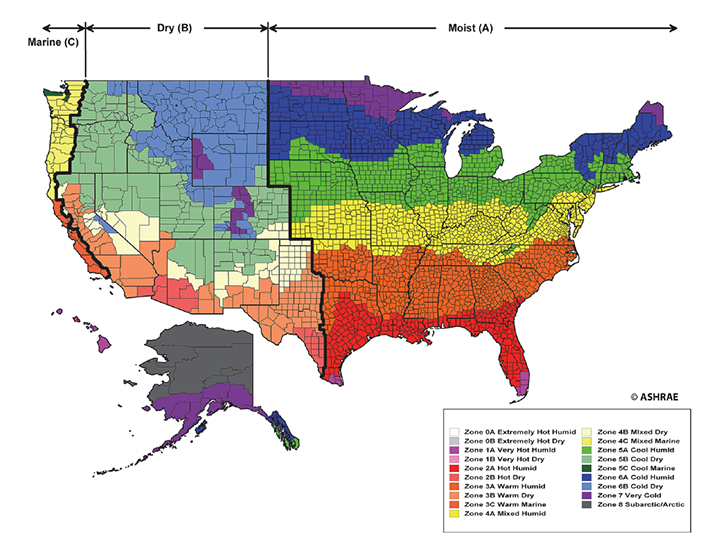 Marine (C)
Dry (B)
Moist (A)
© ASHRAE
Zone 0A Extremely Hot Humid
Zone 0B Extremely Hot Dry
Zone 1A Very Hot Humid
Zone 1B Very Hot Dry
Zone 2A Hot Humid
Zone 2B Hot Dry
Zone 3A Warm Humid
Zone 3B Warm Dry
Zone 3C Warm Marine
Zone 4A Mixed Humid
Zone 4B Mixed Dry
Zone 4C Mixed Marine
Zone 5A Cool Humid
Zone 5B Cool Dry
Zone 5C Cool Marine
Zone 6A Cold Humid
Zone 6B Cold Dry
Zone 7 Very Cold
Zone 8 Subarctic/Arctic